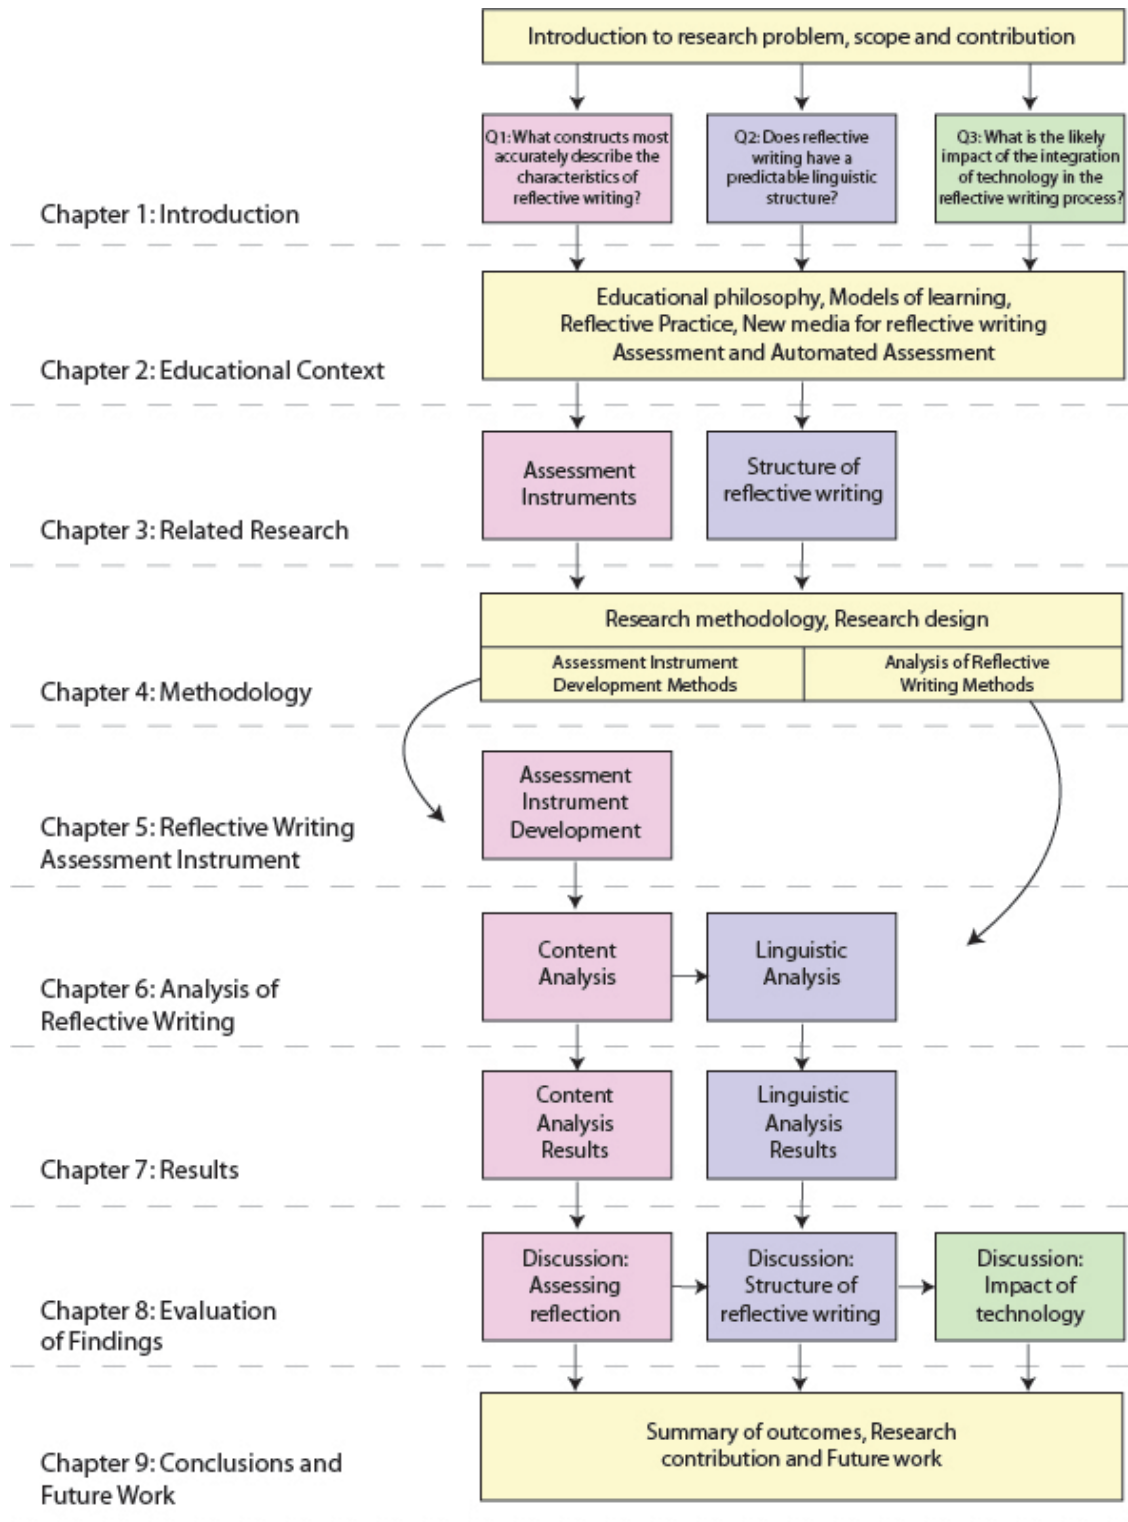 Introduction to research problem, scope and contribution
Q1: What constructs most
accurately describe the
characteristics of
reflective writing?
Q2: Does reflective
writing have a
predictable linguistic
structure?
Q3: What is the likely
impact of the integration
of technology in the
reflective writing process?
Chapter 1: Introduction
Educational philosophy, Models of learning,
Reflective Practice, New media for reflective writing
Assessment and Automated Assessment
Chapter 2: Educational Context
Assessment
Instruments
Structure of
reflective writing
Chapter 3: Related Research
Research methodology, Research design
Assessment Instrument
Development Methods
Analysis of Reflective
Writing Methods
Chapter 4: Methodology
Assessment
Instrument
Development
Chapter 5: Reflective Writing
Assessment Instrument
Content
Analysis
Linguistic
Analysis
Chapter 6: Analysis of
Reflective Writing
Content
Analysis
Results
Linguistic
Analysis
Results
Chapter 7: Results
Discussion:
Assessing
reflection
Discussion:
Structure of
reflective writing
Discussion:
Impact of
technology
Chapter 8: Evaluation
of Findings
Summary of outcomes, Research
contribution and Future work
Chapter 9: Conclusions and
Future Work